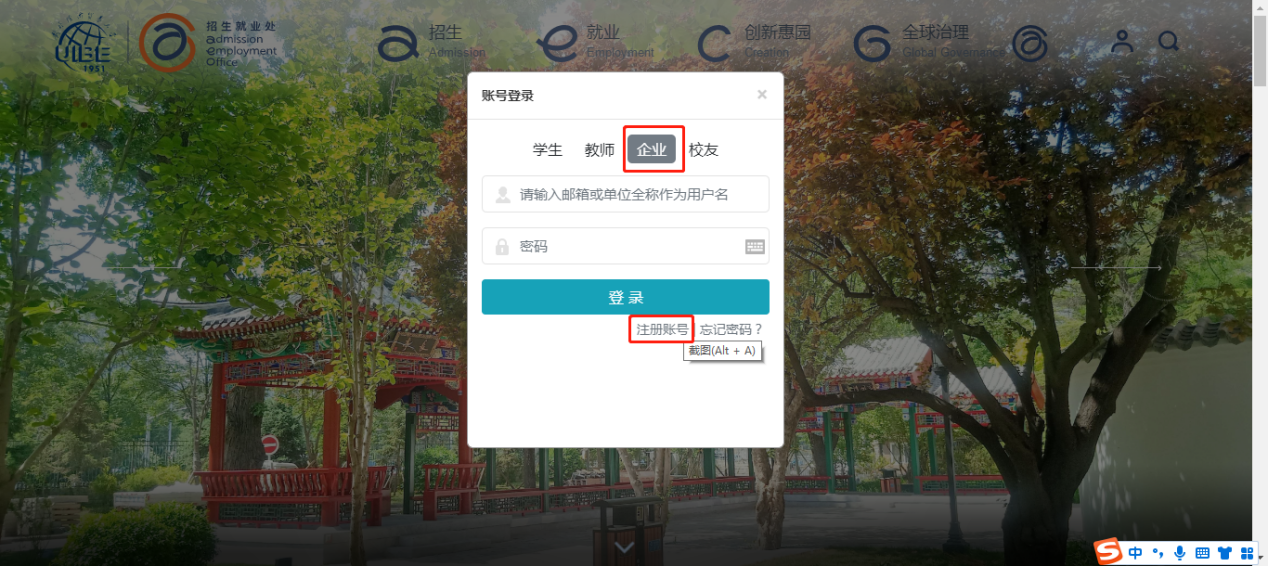 UIBE
1951
招生就业处
admission
employment
Office
招生
Admission
就业
Employment
创新惠园
Creation
全球治理
Global Governance
账号登录
×
学生
教师
企业
校友
请输入邮箱或单位全称作为用户名
密码
登 录
注册账号
忘记密码？
截图(Alt + A)
中